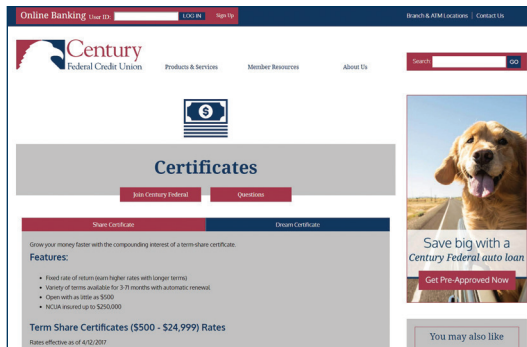 Online Banking User ID: LOG IN Sign Up
Branch & ATM Locations | Contact Us
Century
Federal Credit Union
Products & Services
Member Resources
About Us
Search: GO
$
Certificates
Join Century Federal
Questions
Share Certificate
Dream Certificate
Grow your money faster with the compounding interest of a term-share certificate.
Features:
• Fixed rate of return (earn higher rates with longer terms)
• Variety of terms available for 3-71 months with automatic renewal
• Open with as little as $500
• NCUA insured up to $250,000
Term Share Certificates ($500 - $24,999) Rates
Rates effective as of 4/12/2017
Save big with a
Century Federal auto loan
Get Pre-Approved Now
You may also like